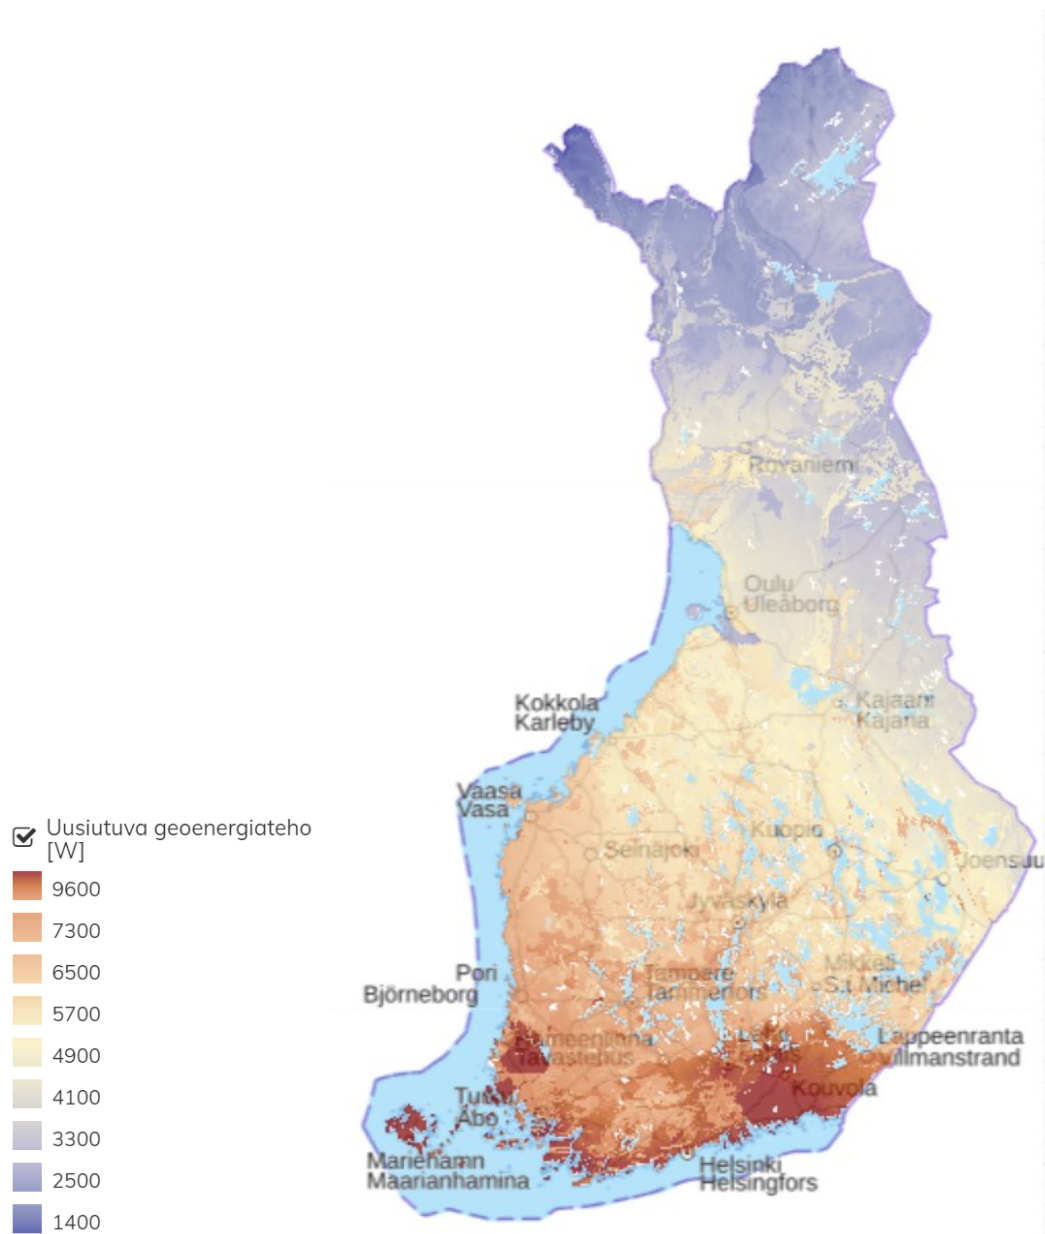 Rovaniemi
Oulu
Uleåborg
Kokkola
Karleby
Kajaani
Kajana
Vaasa
Vasa
Kuopio
Seinäjoki
Joensuu
Jyväskylä
Mikkeli
S:t Michel
Tampere
Tammerfors
Pori
Björneborg
Hämeenlinna
Tavastehus
Lahti
Lahtis
Lappeenranta
Villmanstrand
Kouvola
Turku
Åbo
Mariehamn
Maarianhamina
Helsinki
Helsingfors
Uusiutuva geoenergiateho
[W]
9600
7300
6500
5700
4900
4100
3300
2500
1400